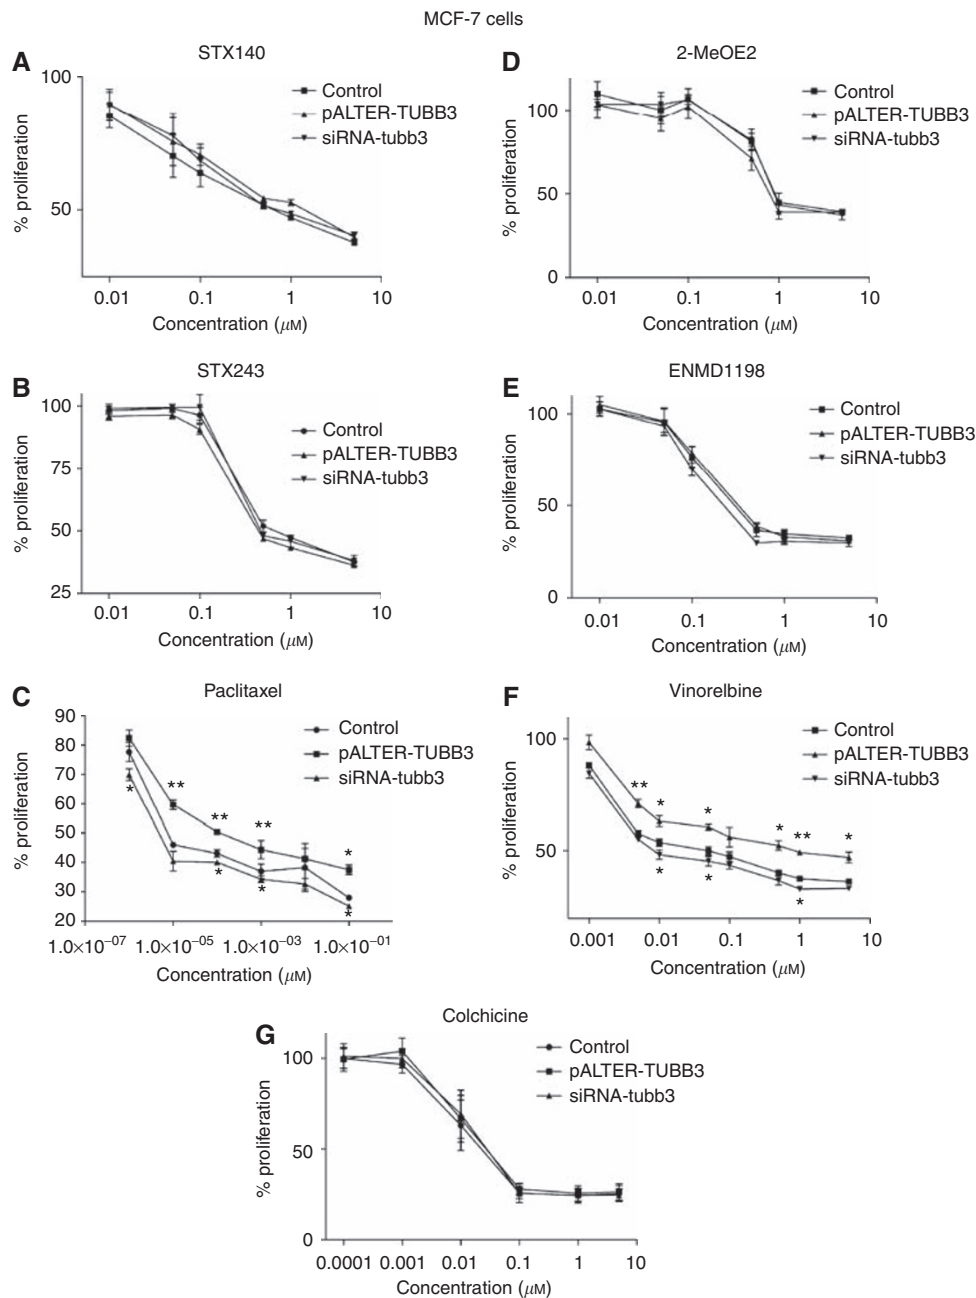 MCF-7 cells
A
STX140
% proliferation
100
50
0.01
0.1
1
10
Concentration (μM)
Control
pALTER-TUBB3
siRNA-tubb3
D
2-MeOE2
% proliferation
100
50
0
0.01
0.1
1
10
Concentration (μM)
Control
pALTER-TUBB3
siRNA-tubb3
B
STX243
% proliferation
100
75
50
25
0.01
0.1
1
10
Concentration (μM)
Control
pALTER-TUBB3
siRNA-tubb3
E
ENMD1198
% proliferation
100
50
0
0.01
0.1
1
10
Concentration (μM)
Control
pALTER-TUBB3
siRNA-tubb3
C
Paclitaxel
% proliferation
90
80
70
60
50
40
30
20
*
**
**
*
**
*
*
*
1.0×10⁻⁰⁷
1.0×10⁻⁰⁵
1.0×10⁻⁰³
1.0×10⁻⁰¹
Concentration (μM)
Control
pALTER-TUBB3
siRNA-tubb3
F
Vinorelbine
% proliferation
100
50
**
*
*
*
*
*
**
*
*
0.001
0.01
0.1
1
10
Concentration (μM)
Control
pALTER-TUBB3
siRNA-tubb3
G
Colchicine
% proliferation
100
50
0
0.0001
0.001
0.01
0.1
1
10
Concentration (μM)
Control
pALTER-TUBB3
siRNA-tubb3